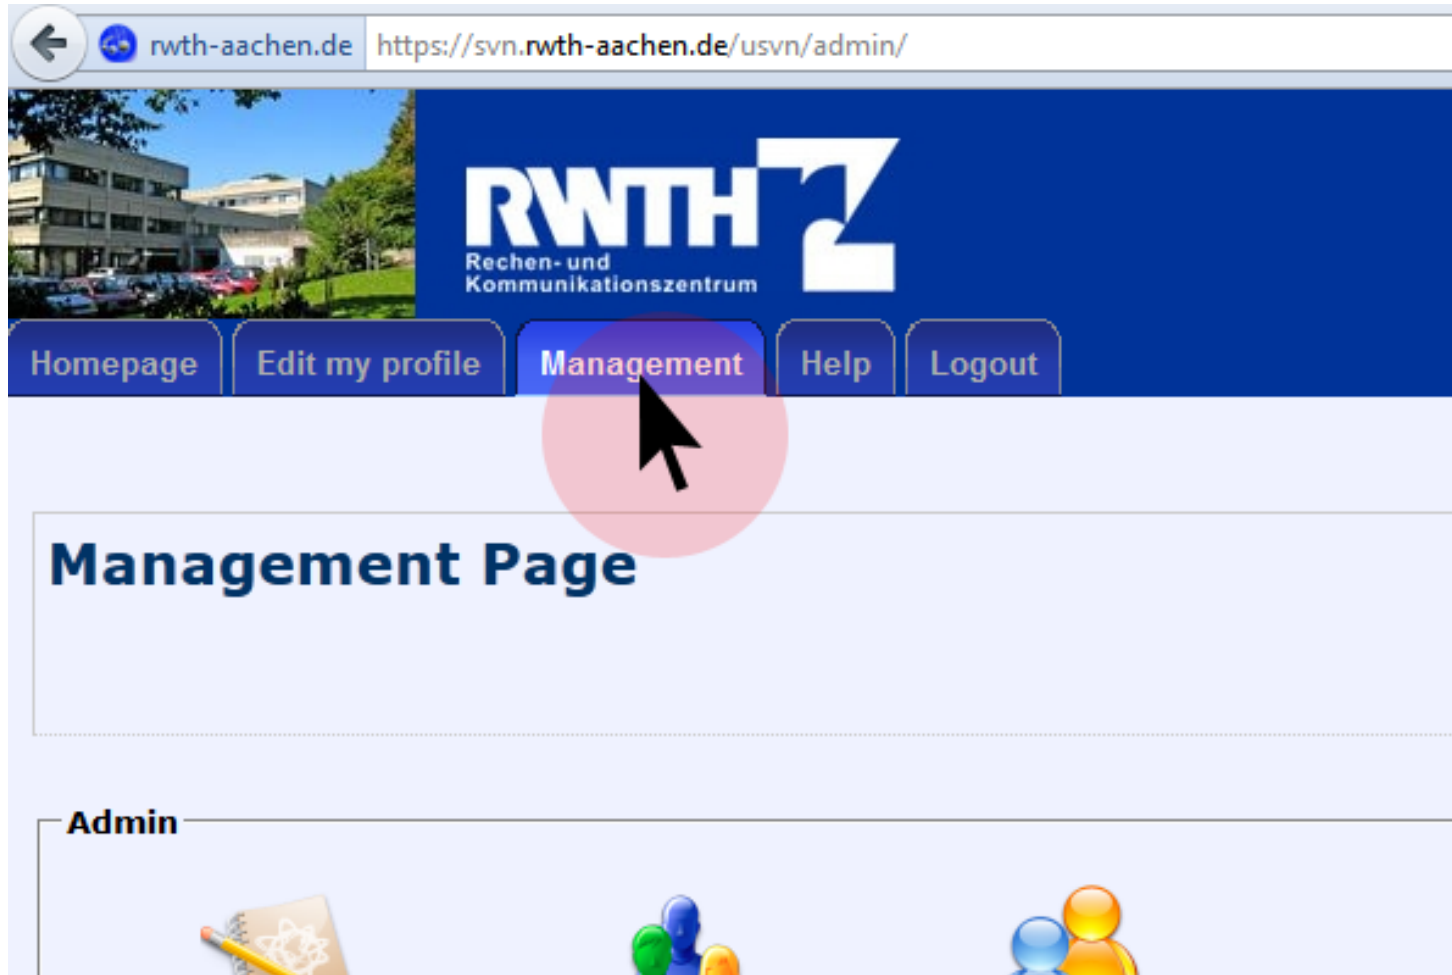 rwth-aachen.de https://svn.rwth-aachen.de/usvn/admin/
RWTH
Rechen- und
Kommunikationszentrum
Homepage Edit my profile Management Help Logout
Management Page
Admin